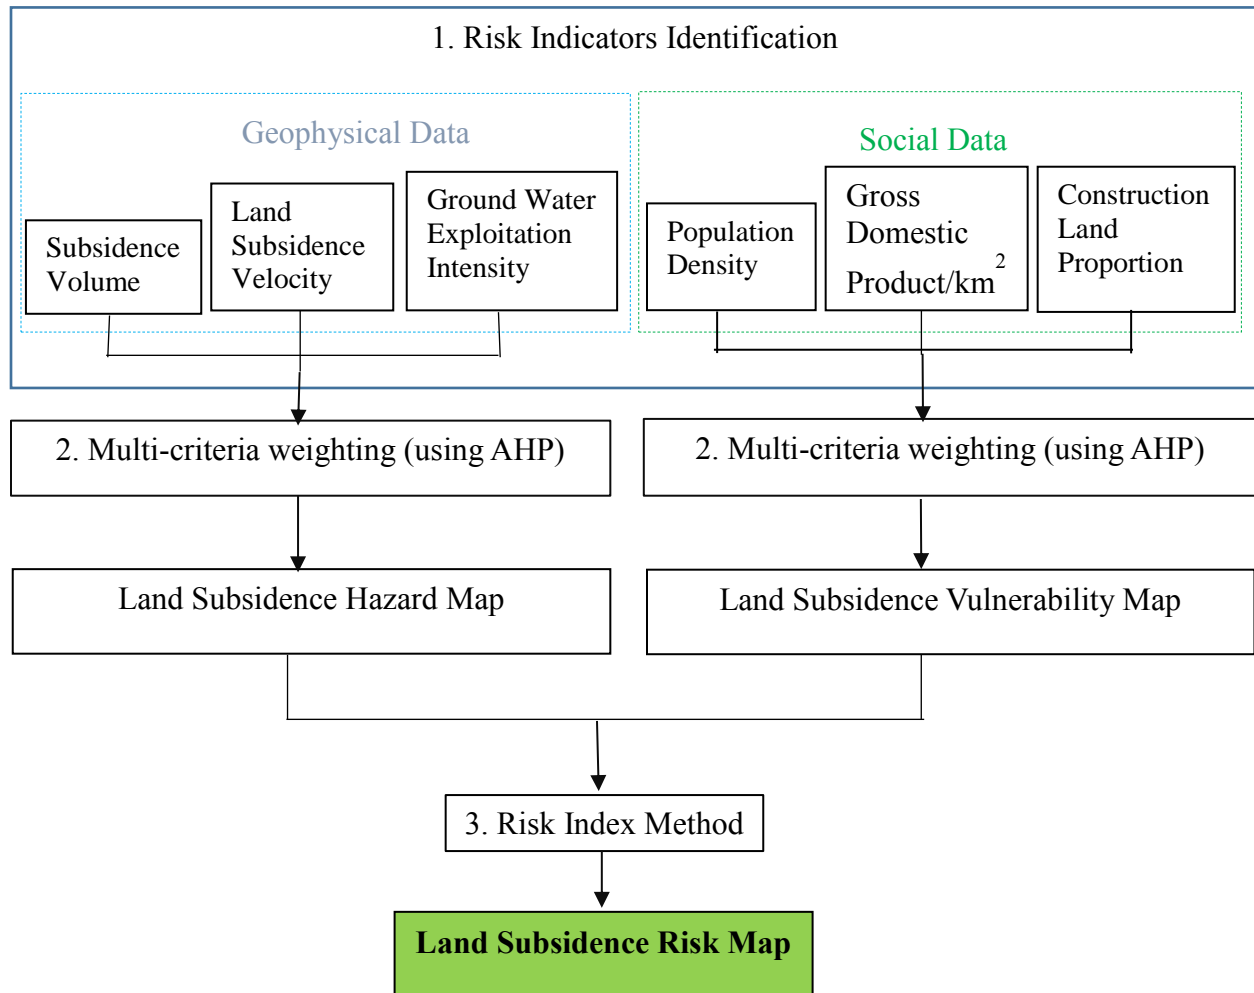 1. Risk Indicators Identification
Geophysical Data
Subsidence
Volume
Land
Subsidence
Velocity
Ground Water
Exploitation
Intensity
Social Data
Population
Density
Gross
Domestic
Product/km²
Construction
Land
Proportion
2. Multi-criteria weighting (using AHP)
2. Multi-criteria weighting (using AHP)
Land Subsidence Hazard Map
Land Subsidence Vulnerability Map
3. Risk Index Method
Land Subsidence Risk Map